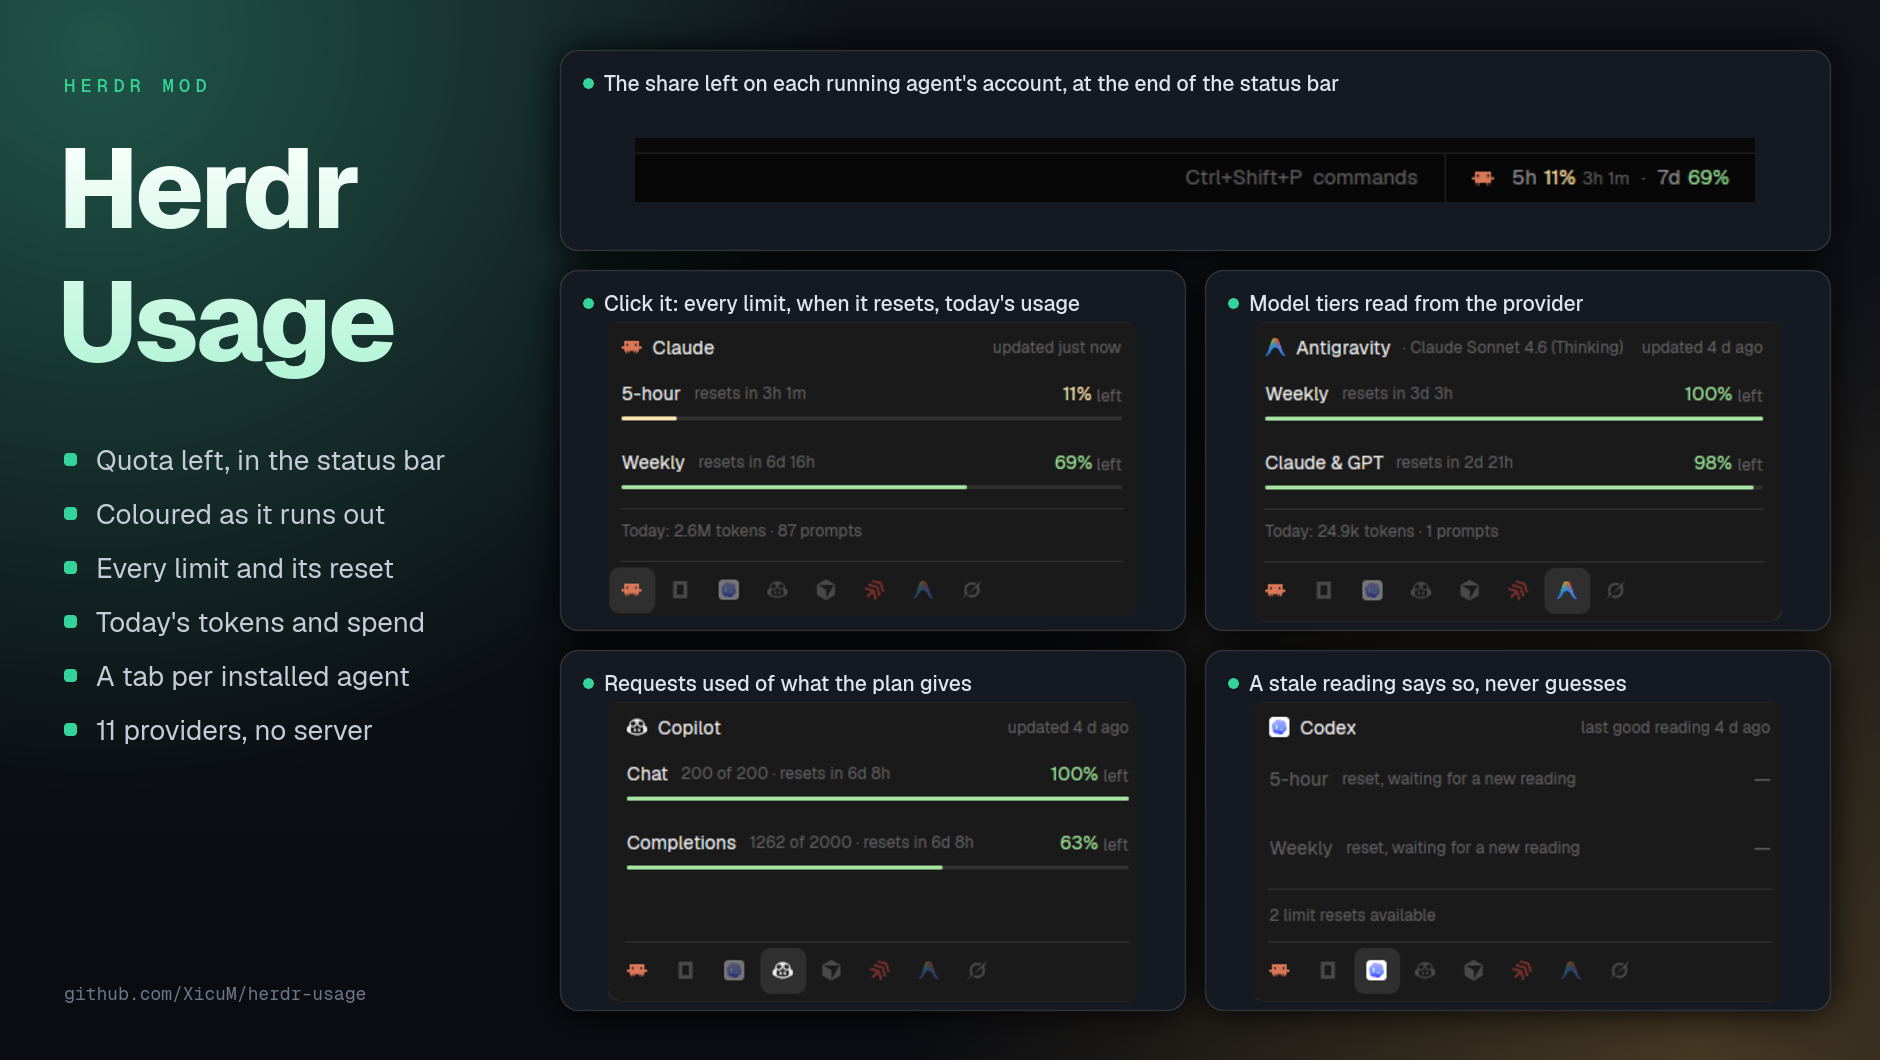 HERDR MOD
Herdr
Usage
Quota left, in the status bar
Coloured as it runs out
Every limit and its reset
Today's tokens and spend
A tab per installed agent
11 providers, no server
github.com/XicuM/herdr-usage
The share left on each running agent's account, at the end of the status bar
Ctrl+Shift+P commands
5h 11% 3h 1m · 7d 69%
Click it: every limit, when it resets, today's usage
Claude updated just now
5-hour resets in 3h 1m 11% left
Weekly resets in 6d 16h 69% left
Today: 2.6M tokens · 87 prompts
Model tiers read from the provider
Antigravity · Claude Sonnet 4.6 (Thinking) updated 4 d ago
Weekly resets in 3d 3h 100% left
Claude & GPT resets in 2d 21h 98% left
Today: 24.9k tokens · 1 prompts
Requests used of what the plan gives
Copilot updated 4 d ago
Chat 200 of 200 · resets in 6d 8h 100% left
Completions 1262 of 2000 · resets in 6d 8h 63% left
A stale reading says so, never guesses
Codex last good reading 4 d ago
5-hour reset, waiting for a new reading —
Weekly reset, waiting for a new reading —
2 limit resets available